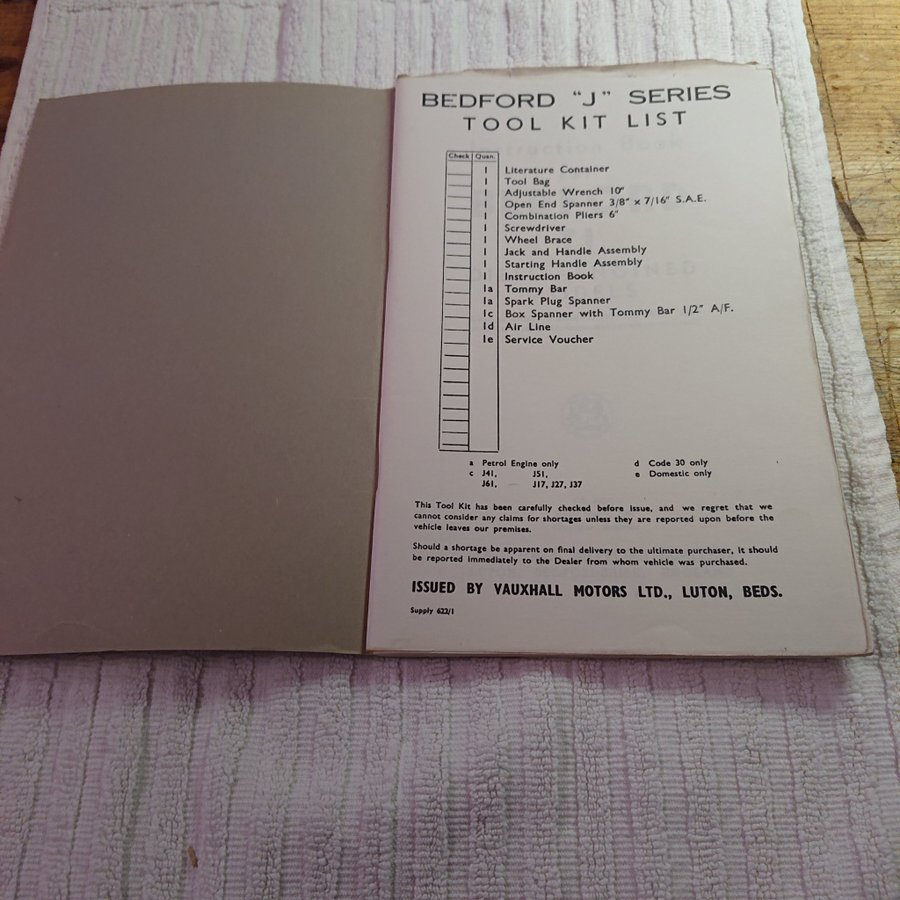 BEDFORD "J" SERIES
TOOL KIT LIST
Check Quan.
1 Literature Container
1 Tool Bag
1 Adjustable Wrench 10"
1 Open End Spanner 3/8" x 7/16" S.A.E.
1 Combination Pliers 6"
1 Screwdriver
1 Wheel Brace
1 Jack and Handle Assembly
1 Starting Handle Assembly
1 Instruction Book
1a Tommy Bar
1a Spark Plug Spanner
1c Box Spanner with Tommy Bar 1/2" A/F.
1d Air Line
1e Service Voucher
a Petrol Engine only d Code 30 only
c J41, J51, e Domestic only
J61, J17, J27, J37
This Tool Kit has been carefully checked before issue, and we regret that we
cannot consider any claims for shortages unless they are reported upon before the
vehicle leaves our premises.
Should a shortage be apparent on final delivery to the ultimate purchaser, it should
be reported immediately to the Dealer from whom vehicle was purchased.
ISSUED BY VAUXHALL MOTORS LTD., LUTON, BEDS.
Supply 622/1